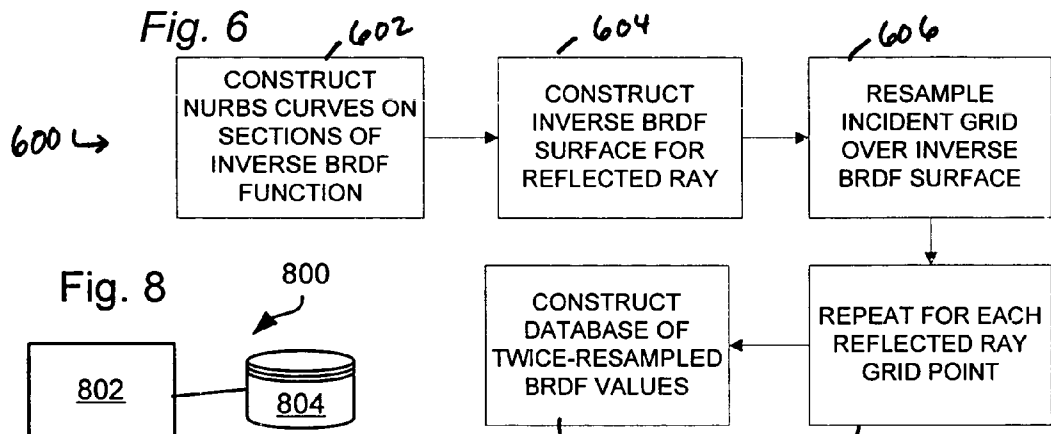 Fig. 6
602
604
606
600
CONSTRUCT
NURBS CURVES ON
SECTIONS OF
INVERSE BRDF
FUNCTION
CONSTRUCT
INVERSE BRDF
SURFACE FOR
REFLECTED RAY
RESAMPLE
INCIDENT GRID
OVER INVERSE
BRDF SURFACE
Fig. 8
800
802
804
CONSTRUCT
DATABASE OF
TWICE-RESAMPLED
BRDF VALUES
REPEAT FOR EACH
REFLECTED RAY
GRID POINT